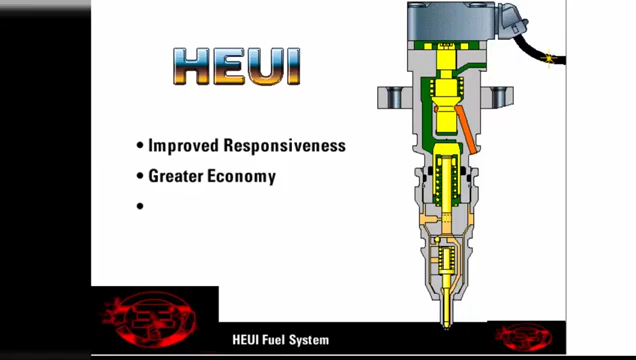 HEUI
• Improved Responsiveness
• Greater Economy
•
HEUI Fuel System